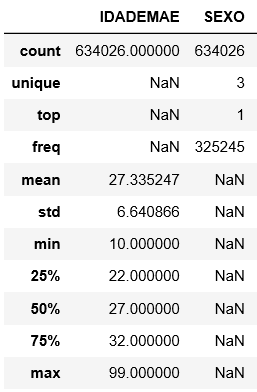 IDADEMAE SEXO
count 634026.000000 634026
unique NaN 3
top NaN 1
freq NaN 325245
mean 27.335247 NaN
std 6.640866 NaN
min 10.000000 NaN
25% 22.000000 NaN
50% 27.000000 NaN
75% 32.000000 NaN
max 99.000000 NaN